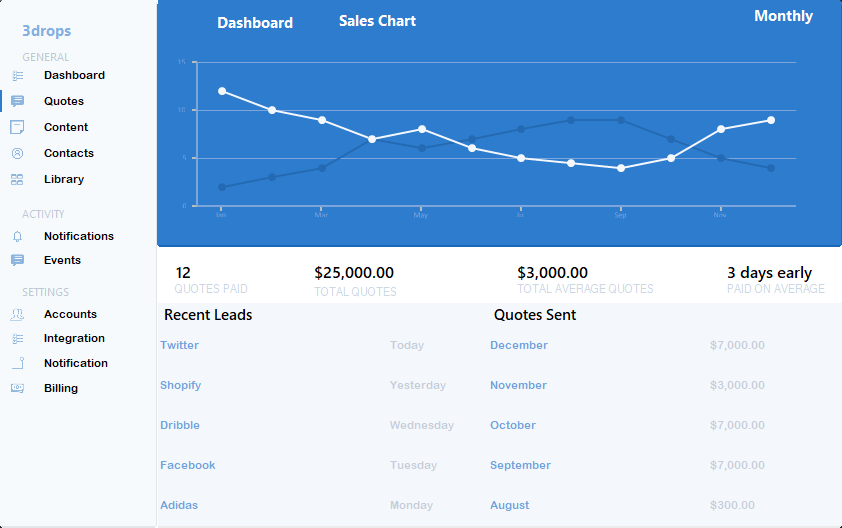 3drops
GENERAL
Dashboard
Quotes
Content
Contacts
Library
ACTIVITY
Notifications
Events
SETTINGS
Accounts
Integration
Notification
Billing
Dashboard Sales Chart Monthly
15
10
5
0
Jan Mar May Jul Sep Nov
12 $25,000.00 $3,000.00 3 days early
QUOTES PAID TOTAL QUOTES TOTAL AVERAGE QUOTES PAID ON AVERAGE
Recent Leads Quotes Sent
Twitter Today December $7,000.00
Shopify Yesterday November $3,000.00
Dribble Wednesday October $7,000.00
Facebook Tuesday September $7,000.00
Adidas Monday August $300.00